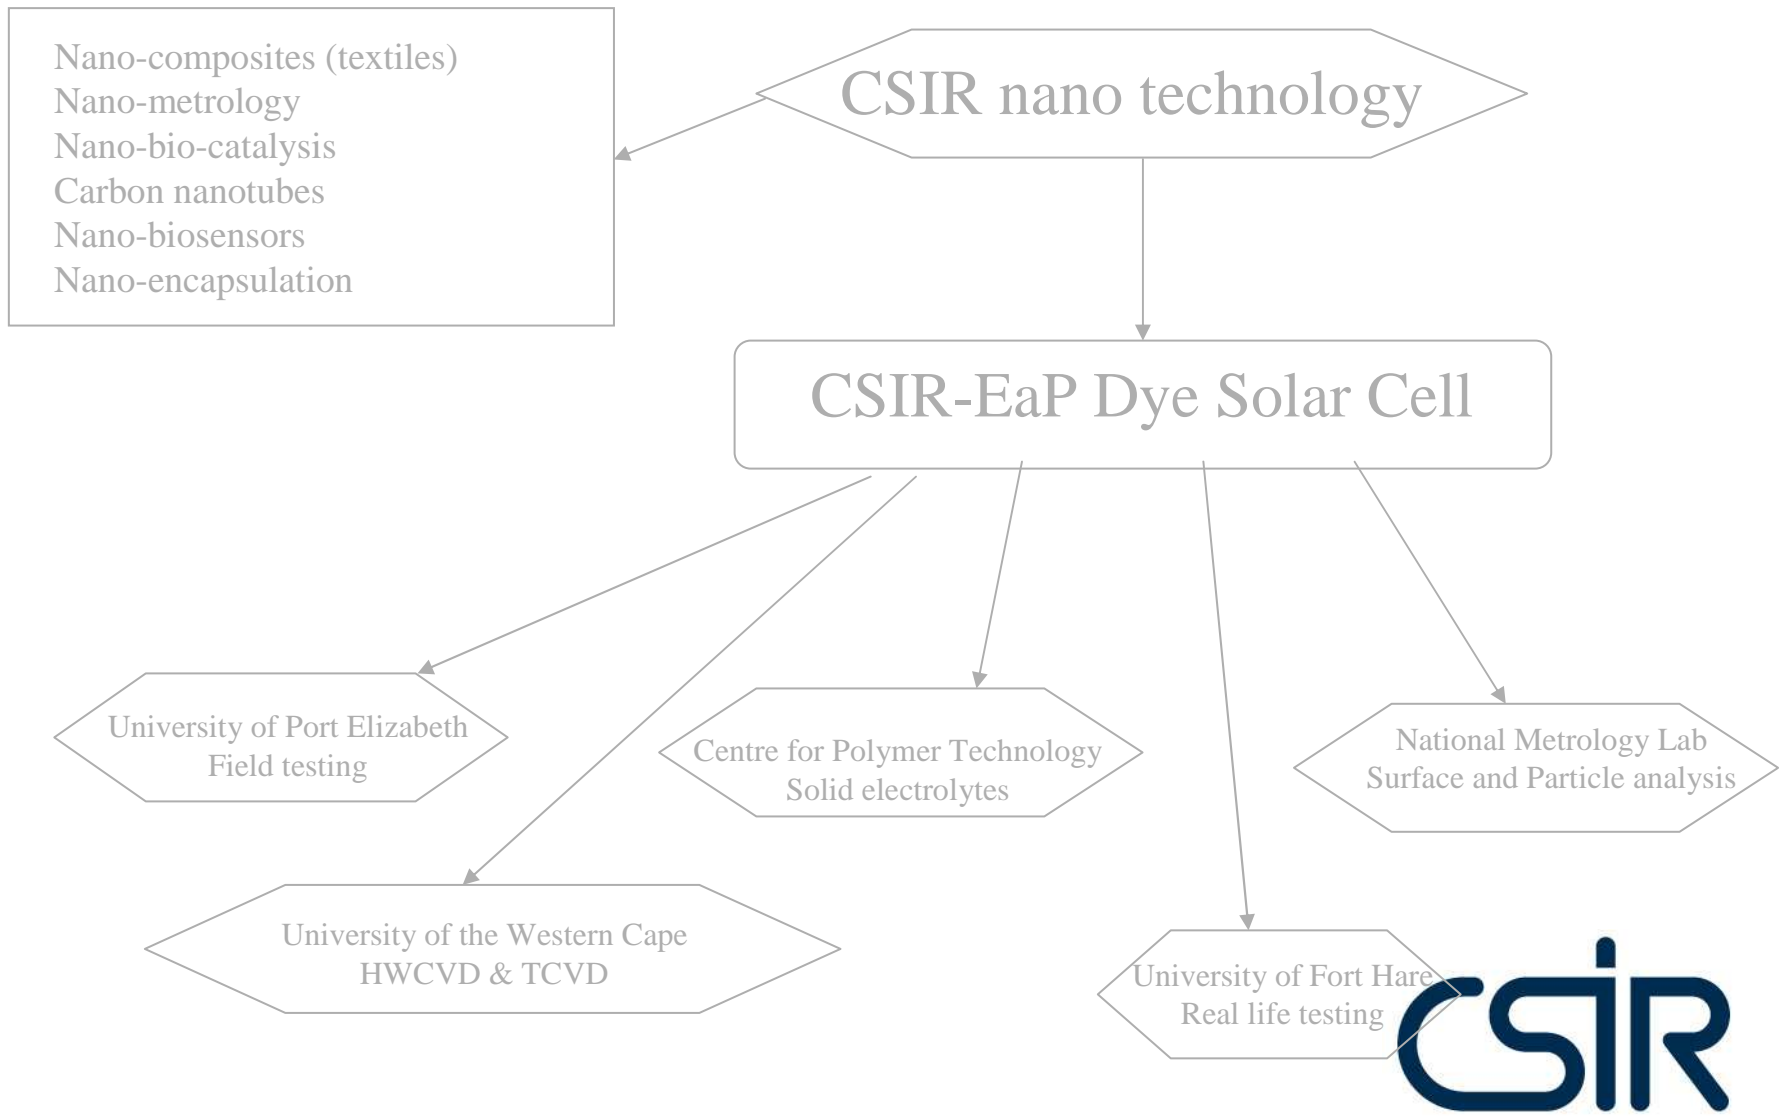 Nano-composites (textiles)
Nano-metrology
Nano-bio-catalysis
Carbon nanotubes
Nano-biosensors
Nano-encapsulation
CSIR nano technology
CSIR-EaP Dye Solar Cell
University of Port Elizabeth
Field testing
Centre for Polymer Technology
Solid electrolytes
National Metrology Lab
Surface and Particle analysis
University of the Western Cape
HWCVD & TCVD
University of Fort Hare
Real life testing
CSIR